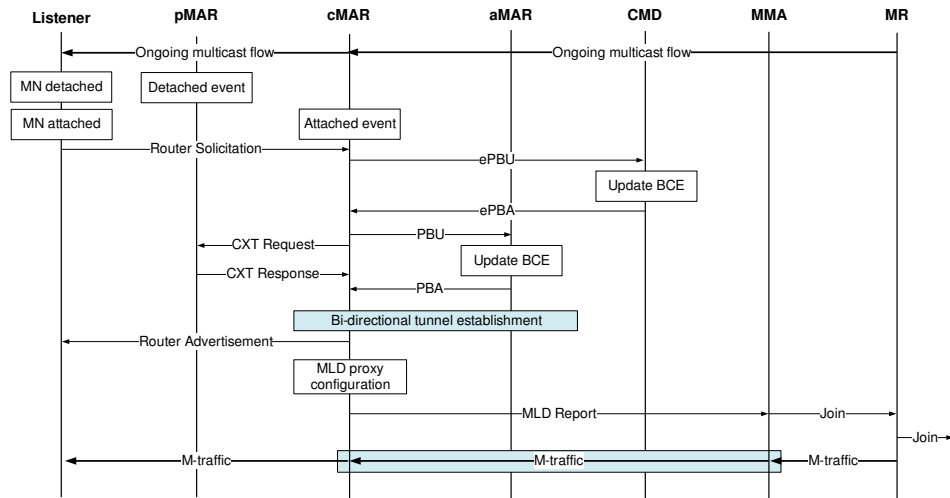 Listener pMAR cMAR aMAR CMD MMA MR
Ongoing multicast flow Ongoing multicast flow
MN detached Detached event
MN attached Attached event
Router Solicitation
ePBU
Update BCE
ePBA
PBU
CXT Request
Update BCE
CXT Response
PBA
Bi-directional tunnel establishment
Router Advertisement
MLD proxy
configuration
MLD Report Join
Join
M-traffic M-traffic M-traffic